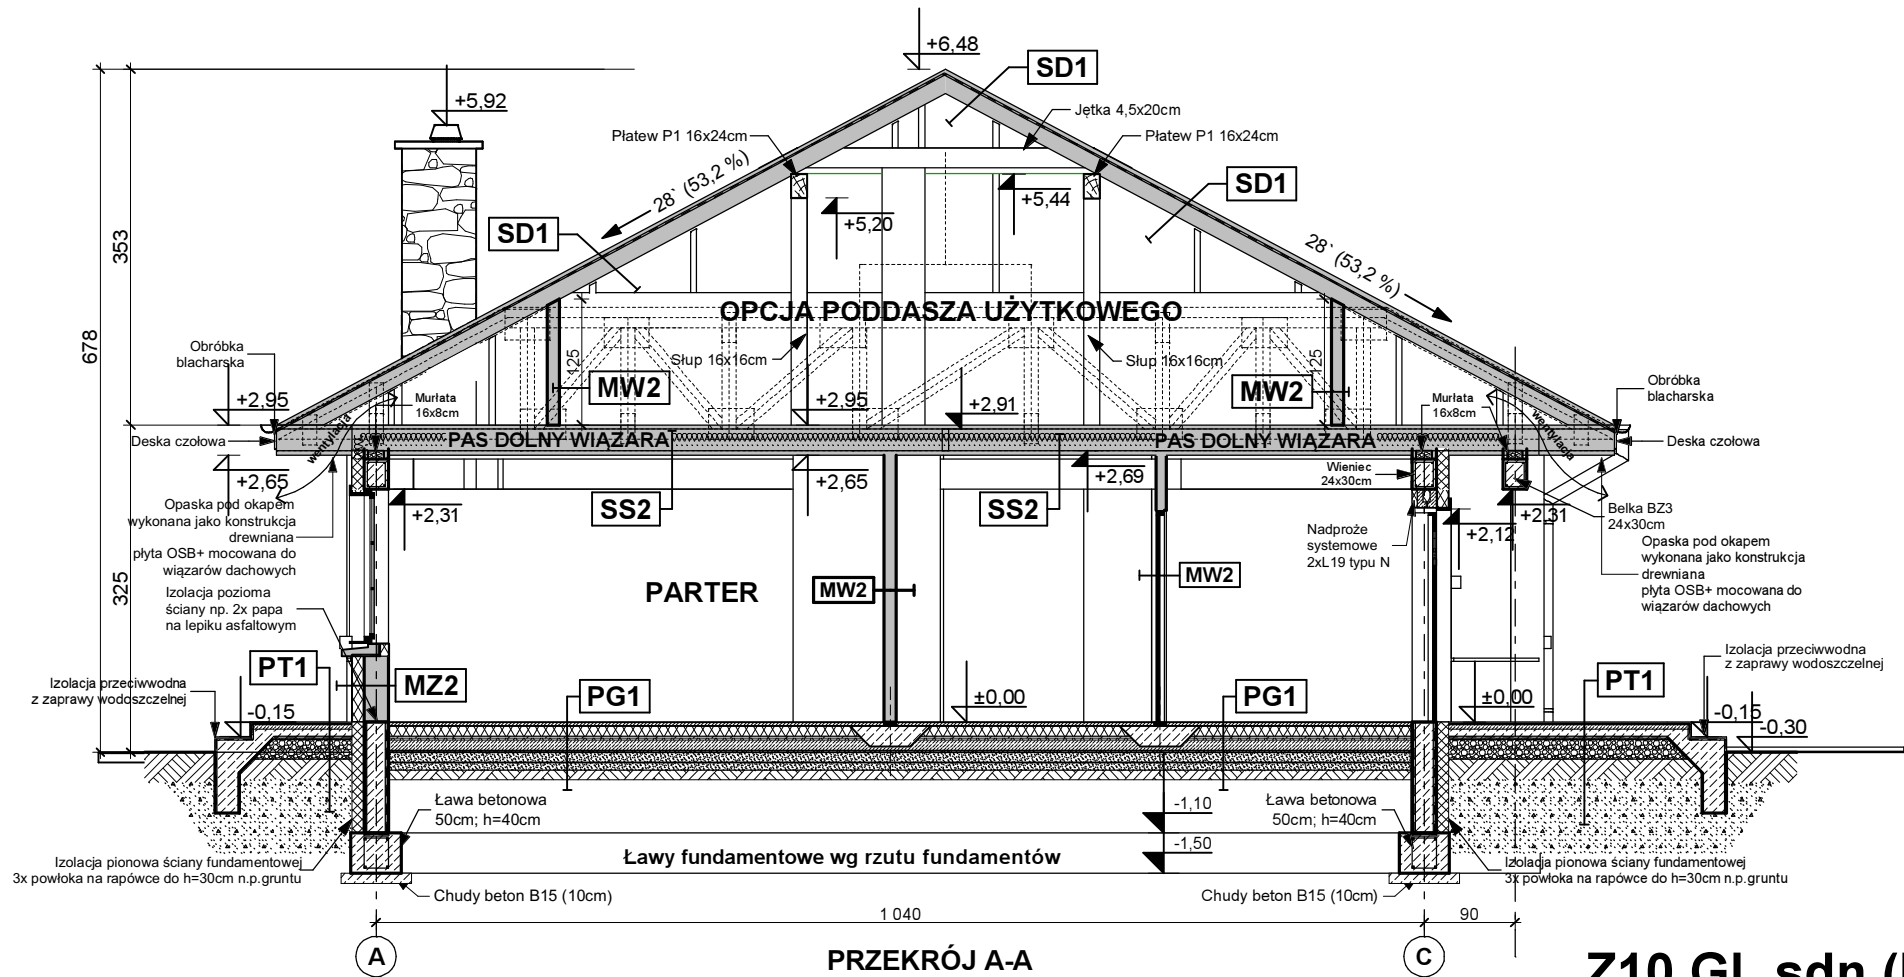 +6,48
SD1
+5,92
Jętka 4,5x20cm
Płatew P1 16x24cm
Płatew P1 16x24cm
28` (53,2 %)
SD1
+5,44
+5,20
SD1
353
28` (53,2 %)
678
OPCJA PODDASZA UŻYTKOWEGO
Obróbka
blacharska
125
Słup 16x16cm
Słup 16x16cm
125
MW2
MW2
Obróbka
blacharska
+2,95
Murłata
16x8cm
+2,95
+2,91
Murłata
16x8cm
wentylacja
wentylacja
Deska czołowa
PAS DOLNY WIĄZARA
PAS DOLNY WIĄZARA
Deska czołowa
+2,65
+2,65
+2,69
Wieniec
24x30cm
+2,31
SS2
SS2
Opaska pod okapem
wykonana jako konstrukcja
drewniana
płyta OSB+ mocowana do
wiązarów dachowych
Nadproże
systemowe
2xL19 typu N
+2,12
+2,31
Belka BZ3
24x30cm
Opaska pod okapem
wykonana jako konstrukcja
drewniana
płyta OSB+ mocowana do
wiązarów dachowych
325
PARTER
MW2
MW2
Izolacja pozioma
ściany np. 2x papa
na lepiku asfaltowym
PT1
MZ2
PG1
±0,00
PG1
±0,00
PT1
Izolacja przeciwwodna
z zaprawy wodoszczelnej
Izolacja przeciwwodna
z zaprawy wodoszczelnej
-0,15
-0,15
-0,30
Ława betonowa
50cm; h=40cm
-1,10
Ława betonowa
50cm; h=40cm
-1,50
Ławy fundamentowe wg rzutu fundamentów
Izolacja pionowa ściany fundamentowej
3x powłoka na rapówce do h=30cm n.p.gruntu
Izolacja pionowa ściany fundamentowej
3x powłoka na rapówce do h=30cm n.p.gruntu
Chudy beton B15 (10cm)
Chudy beton B15 (10cm)
1 040
90
A
PRZEKRÓJ A-A
C
Z10 GL sdn